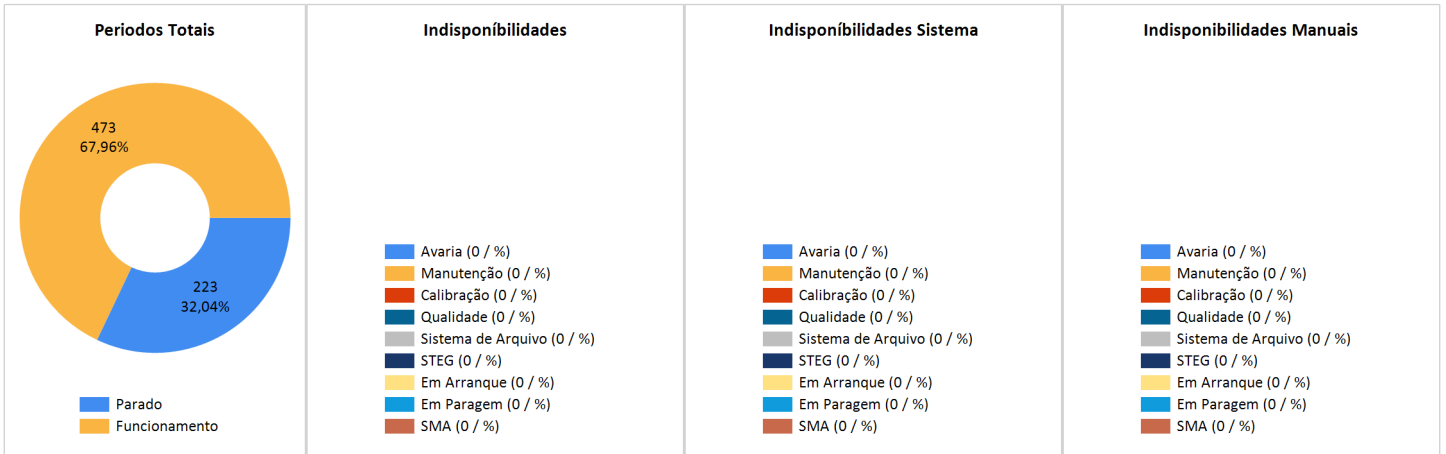 Periodos Totais
473
67,96%
223
32,04%
Parado
Funcionamento
Indisponíbilidades
Avaria (0 / %)
Manutenção (0 / %)
Calibração (0 / %)
Qualidade (0 / %)
Sistema de Arquivo (0 / %)
STEG (0 / %)
Em Arranque (0 / %)
Em Paragem (0 / %)
SMA (0 / %)
Indisponíbilidades Sistema
Avaria (0 / %)
Manutenção (0 / %)
Calibração (0 / %)
Qualidade (0 / %)
Sistema de Arquivo (0 / %)
STEG (0 / %)
Em Arranque (0 / %)
Em Paragem (0 / %)
SMA (0 / %)
Indisponíbilidades Manuais
Avaria (0 / %)
Manutenção (0 / %)
Calibração (0 / %)
Qualidade (0 / %)
Sistema de Arquivo (0 / %)
STEG (0 / %)
Em Arranque (0 / %)
Em Paragem (0 / %)
SMA (0 / %)